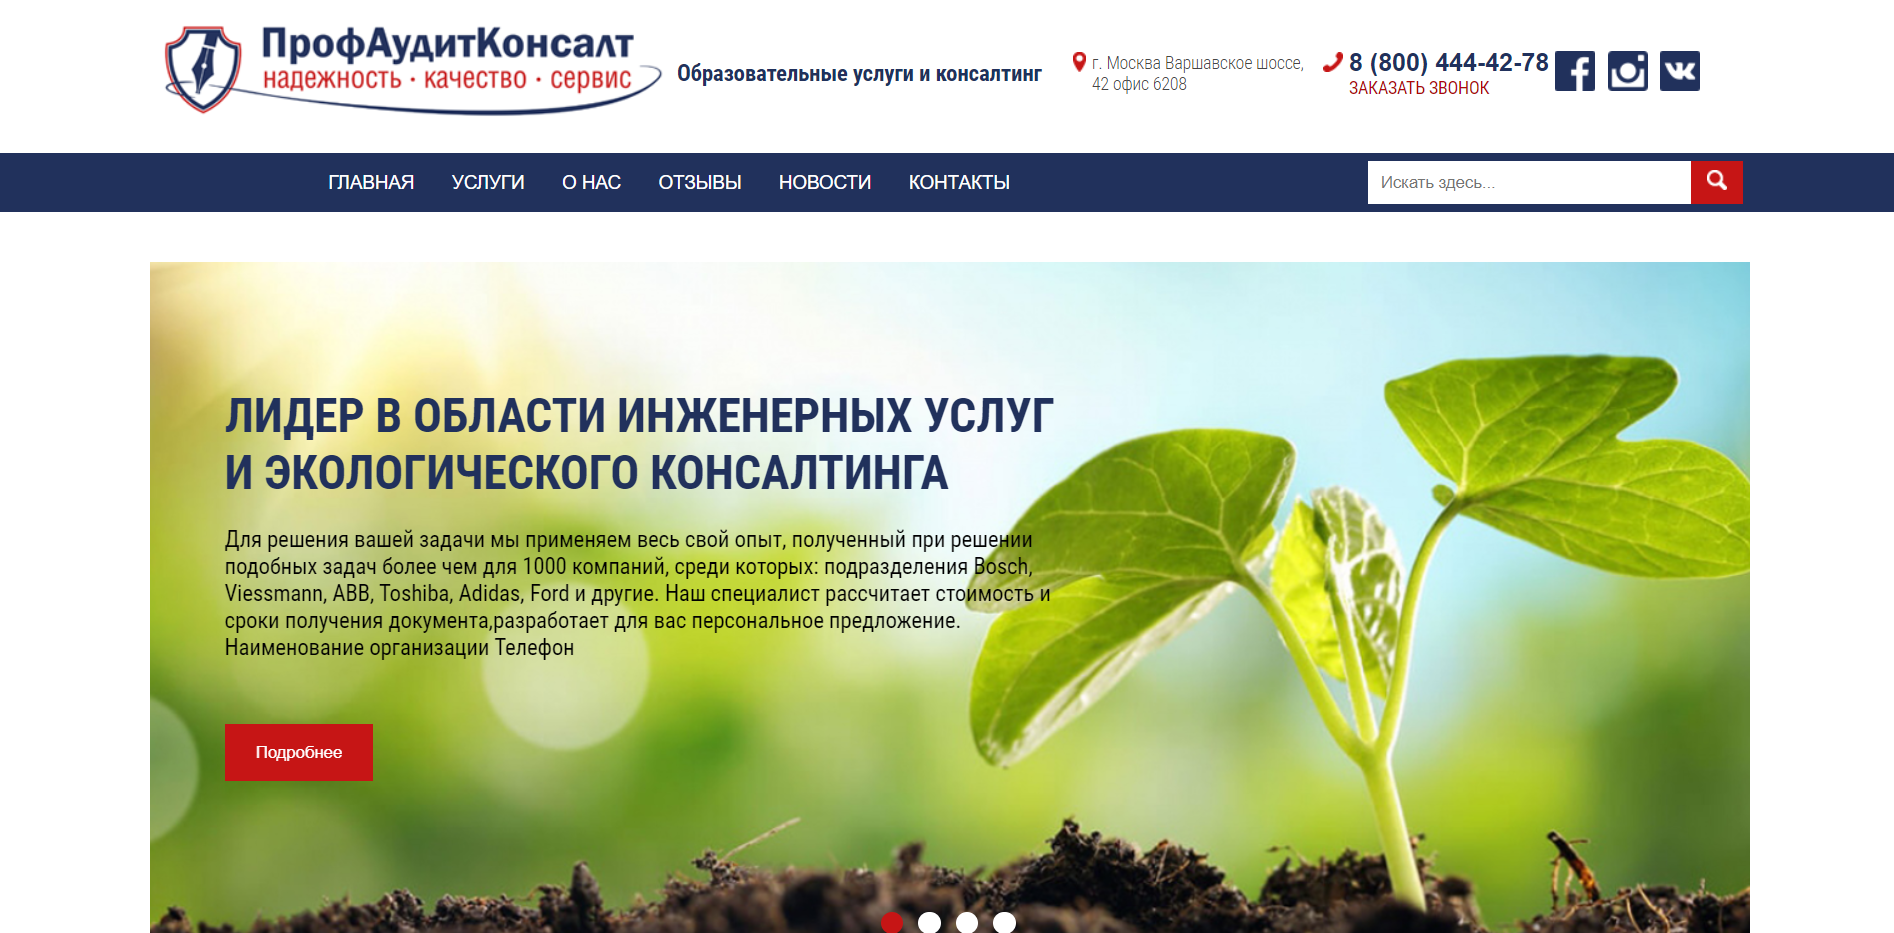 ПрофАудитКонсалт
надежность · качество · сервис
Образовательные услуги и консалтинг
г. Москва Варшавское шоссе,
42 офис 6208
8 (800) 444-42-78
ЗАКАЗАТЬ ЗВОНОК
ГЛАВНАЯ УСЛУГИ О НАС ОТЗЫВЫ НОВОСТИ КОНТАКТЫ
Искать здесь...
ЛИДЕР В ОБЛАСТИ ИНЖЕНЕРНЫХ УСЛУГ
И ЭКОЛОГИЧЕСКОГО КОНСАЛТИНГА
Для решения вашей задачи мы применяем весь свой опыт, полученный при решении
подобных задач более чем для 1000 компаний, среди которых: подразделения Bosch,
Viessmann, ABB, Toshiba, Adidas, Ford и другие. Наш специалист рассчитает стоимость и
сроки получения документа,разработает для вас персональное предложение.
Наименование организации Телефон
Подробнее